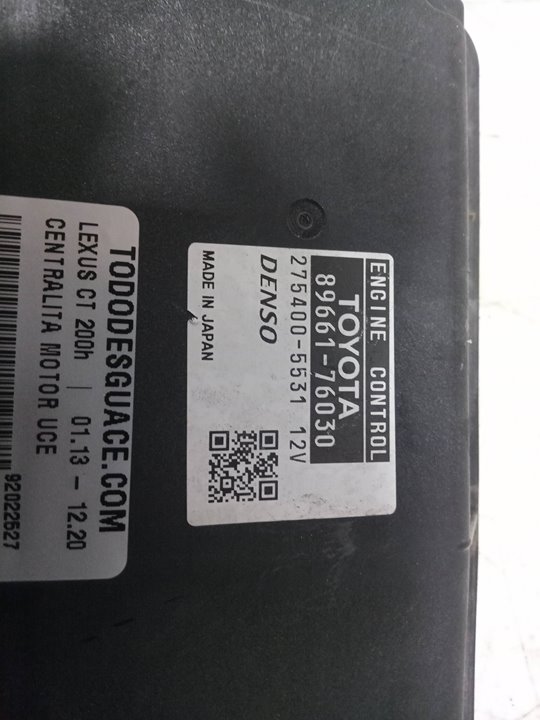 ENGINE CONTROL
TOYOTA
89661-76030
275400-5531 12V
DENSO
MADE IN JAPAN
TODODESGUACE.COM
LEXUS CT 200h | 01.13 - 12.20
CENTRALITA MOTOR UCE
92022527